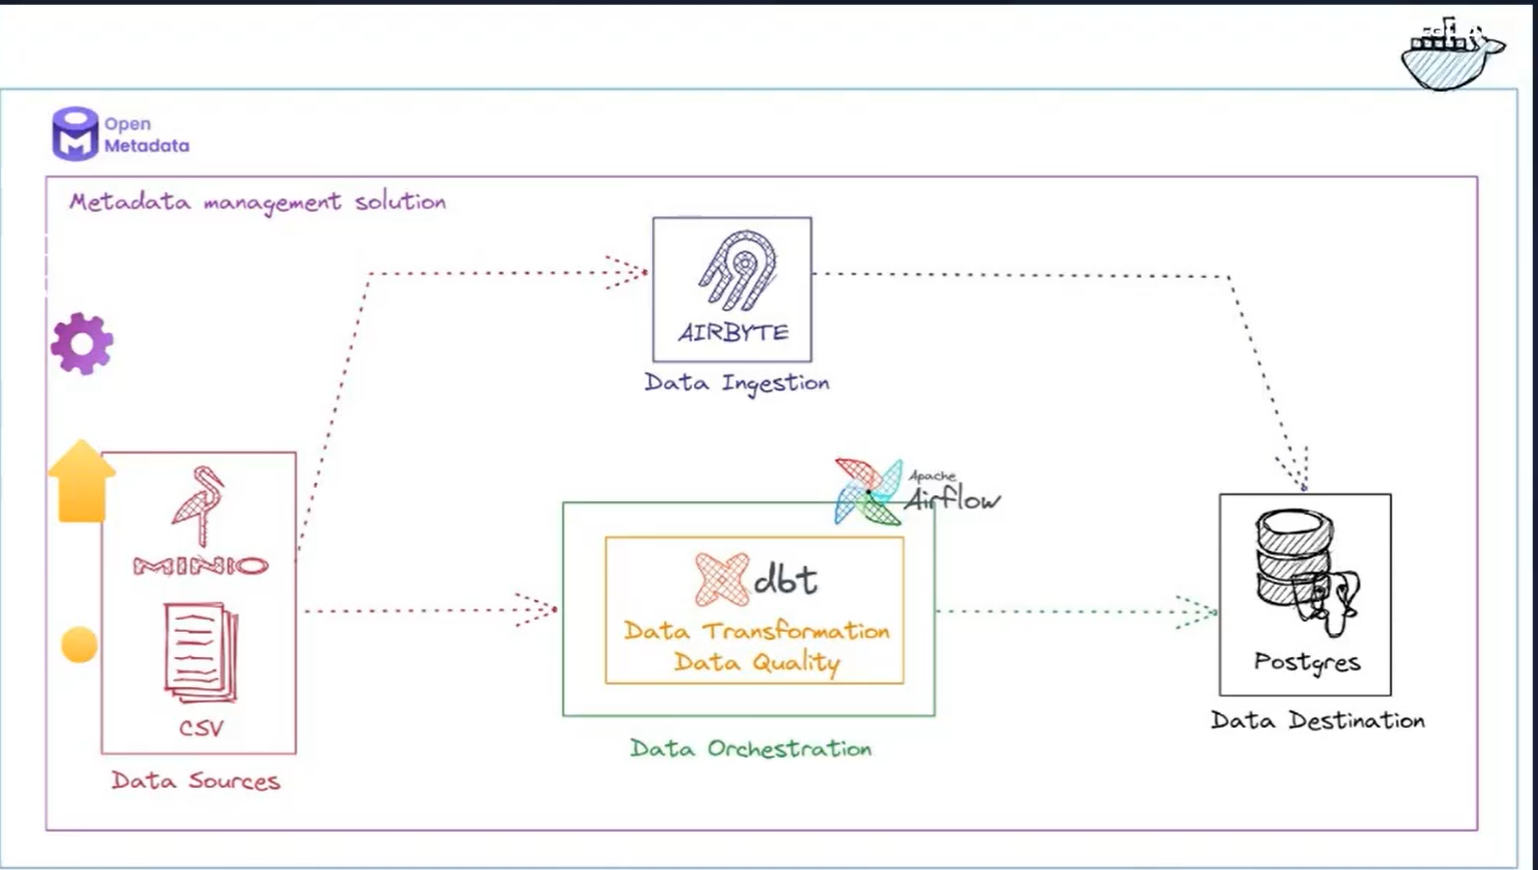 Open
Metadata
Metadata management solution
AIRBYTE
Data Ingestion
Apache
Airflow
MINIO
CSV
Data Sources
dbt
Data Transformation
Data Quality
Data Orchestration
Postgres
Data Destination